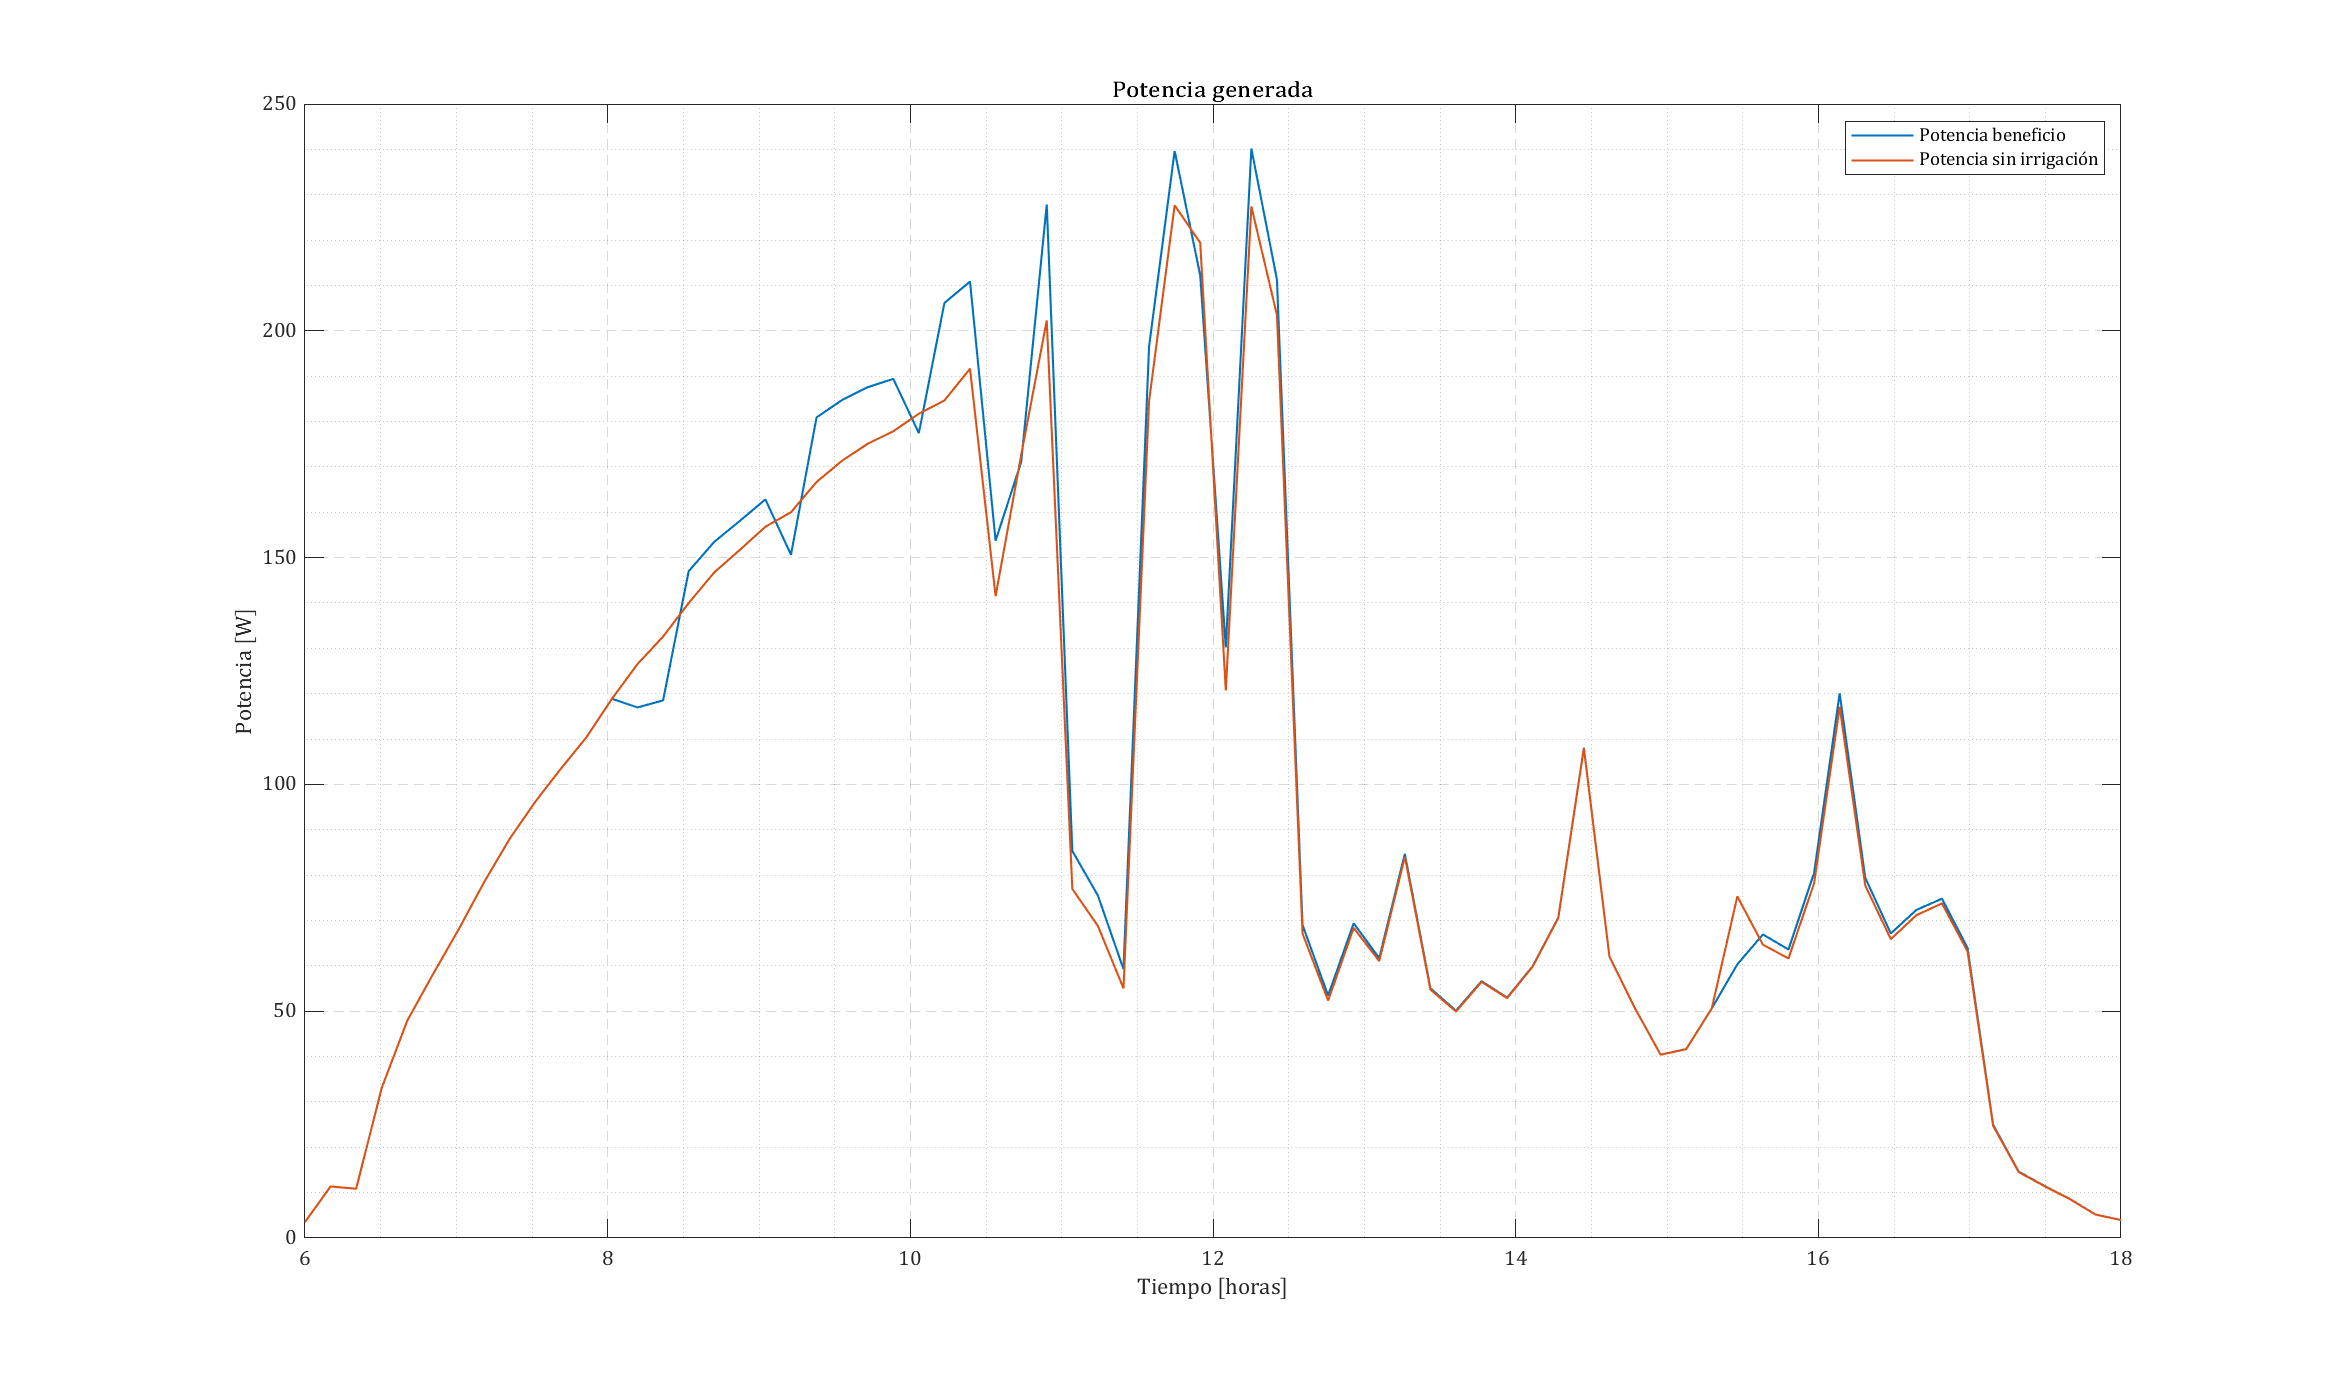 Potencia generada
250
200
150
100
50
0
Potencia [W]
Potencia beneficio
Potencia sin irrigación
6 8 10 12 14 16 18
Tiempo [horas]